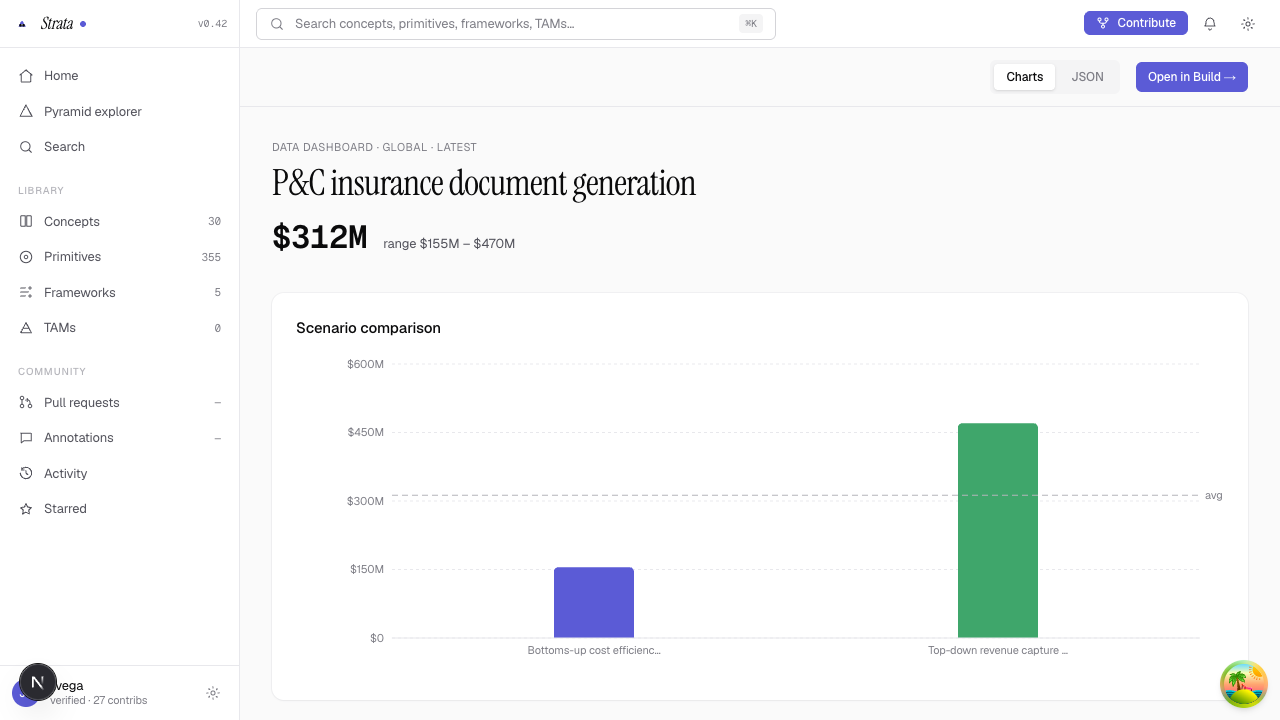 Strata
v0.42
Search concepts, primitives, frameworks, TAMs...
⌘K
Contribute
Home
Pyramid explorer
Search
LIBRARY
Concepts 30
Primitives 355
Frameworks 5
TAMs 0
COMMUNITY
Pull requests –
Annotations –
Activity
Starred
N
vega
verified · 27 contribs
Charts
JSON
Open in Build →
DATA DASHBOARD · GLOBAL · LATEST
P&C insurance document generation
$312M range $155M – $470M
Scenario comparison
$600M
$450M
$300M
avg
$150M
$0
Bottoms-up cost efficienc...
Top-down revenue capture ...